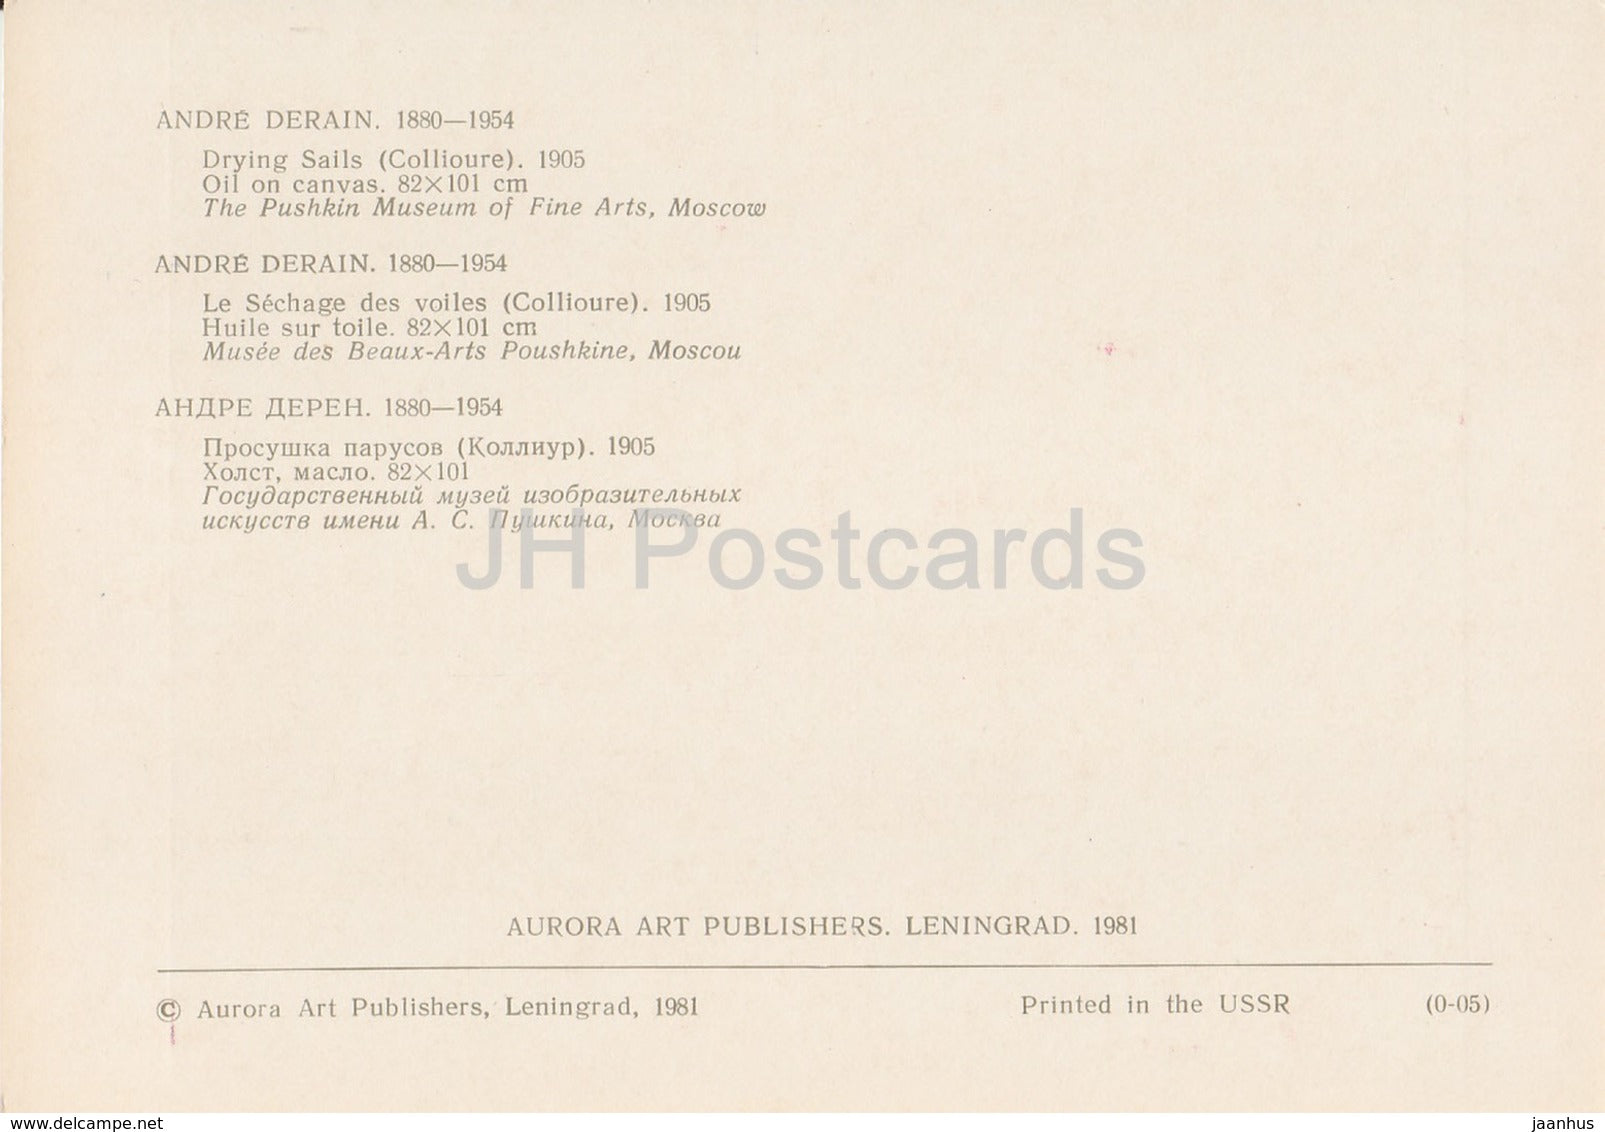 ANDRÉ DERAIN. 1880—1954
Drying Sails (Collioure). 1905
Oil on canvas. 82×101 cm
The Pushkin Museum of Fine Arts, Moscow
ANDRÉ DERAIN. 1880—1954
Le Séchage des voiles (Collioure). 1905
Huile sur toile. 82×101 cm
Musée des Beaux-Arts Poushkine, Moscou
АНДРЕ ДЕРЕН. 1880—1954
Просушка парусов (Коллиур). 1905
Холст, масло. 82×101
Государственный музей изобразительных
искусств имени А. С. Пушкина, Москва
JH Postcards
AURORA ART PUBLISHERS. LENINGRAD. 1981
© Aurora Art Publishers, Leningrad, 1981
Printed in the USSR
(0-05)
www.delcampe.net
jaanhus